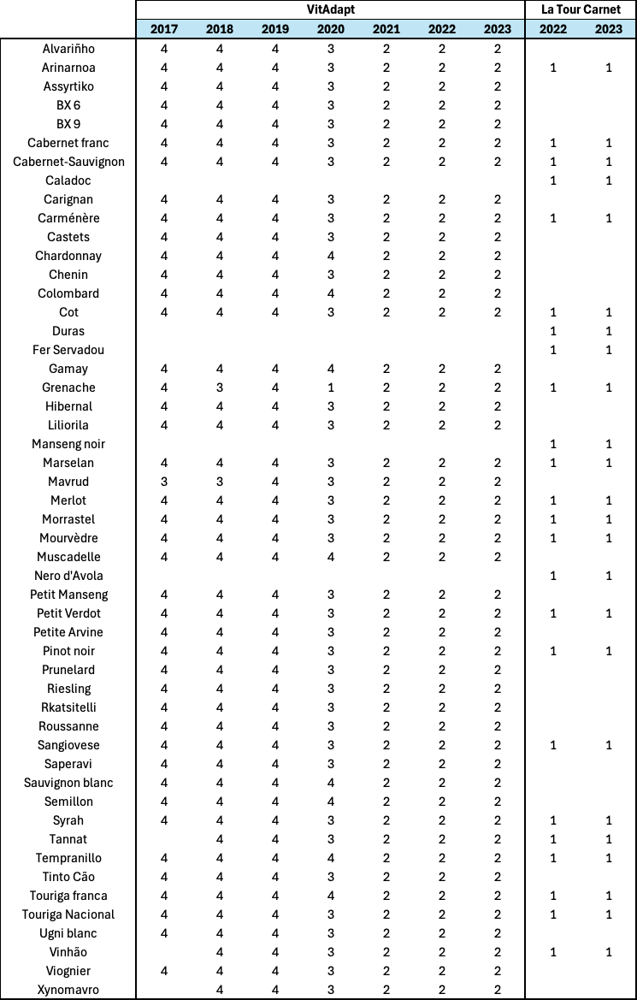 VitAdapt La Tour Carnet
2017 2018 2019 2020 2021 2022 2023 2022 2023
Alvariñho 4 4 4 3 2 2 2
Arinarnoa 4 4 4 3 2 2 2 1 1
Assyrtiko 4 4 4 3 2 2 2
BX 6 4 4 4 3 2 2 2
BX 9 4 4 4 3 2 2 2
Cabernet franc 4 4 4 3 2 2 2 1 1
Cabernet-Sauvignon 4 4 4 3 2 2 2 1 1
Caladoc 1 1
Carignan 4 4 4 3 2 2 2
Carménère 4 4 4 3 2 2 2 1 1
Castets 4 4 4 3 2 2 2
Chardonnay 4 4 4 4 2 2 2
Chenin 4 4 4 3 2 2 2
Colombard 4 4 4 4 2 2 2
Cot 4 4 4 3 2 2 2 1 1
Duras 1 1
Fer Servadou 1 1
Gamay 4 4 4 4 2 2 2
Grenache 4 3 4 1 2 2 2 1 1
Hibernal 4 4 4 3 2 2 2
Liliorila 4 4 4 3 2 2 2
Manseng noir 1 1
Marselan 4 4 4 3 2 2 2 1 1
Mavrud 3 3 4 3 2 2 2
Merlot 4 4 4 3 2 2 2 1 1
Morrastel 4 4 4 3 2 2 2 1 1
Mourvèdre 4 4 4 3 2 2 2 1 1
Muscadelle 4 4 4 4 2 2 2
Nero d'Avola 1 1
Petit Manseng 4 4 4 3 2 2 2
Petit Verdot 4 4 4 3 2 2 2 1 1
Petite Arvine 4 4 4 3 2 2 2
Pinot noir 4 4 4 3 2 2 2 1 1
Prunelard 4 4 4 3 2 2 2
Riesling 4 4 4 3 2 2 2
Rkatsitelli 4 4 4 3 2 2 2
Roussanne 4 4 4 3 2 2 2
Sangiovese 4 4 4 3 2 2 2 1 1
Saperavi 4 4 4 3 2 2 2
Sauvignon blanc 4 4 4 4 2 2 2
Semillon 4 4 4 4 2 2 2
Syrah 4 4 4 3 2 2 2 1 1
Tannat 4 4 3 2 2 2 1 1
Tempranillo 4 4 4 4 2 2 2 1 1
Tinto Cão 4 4 4 3 2 2 2
Touriga franca 4 4 4 4 2 2 2 1 1
Touriga Nacional 4 4 4 3 2 2 2 1 1
Ugni blanc 4 4 4 3 2 2 2
Vinhão 4 4 3 2 2 2 1 1
Viognier 4 4 4 3 2 2 2
Xynomavro 4 4 3 2 2 2